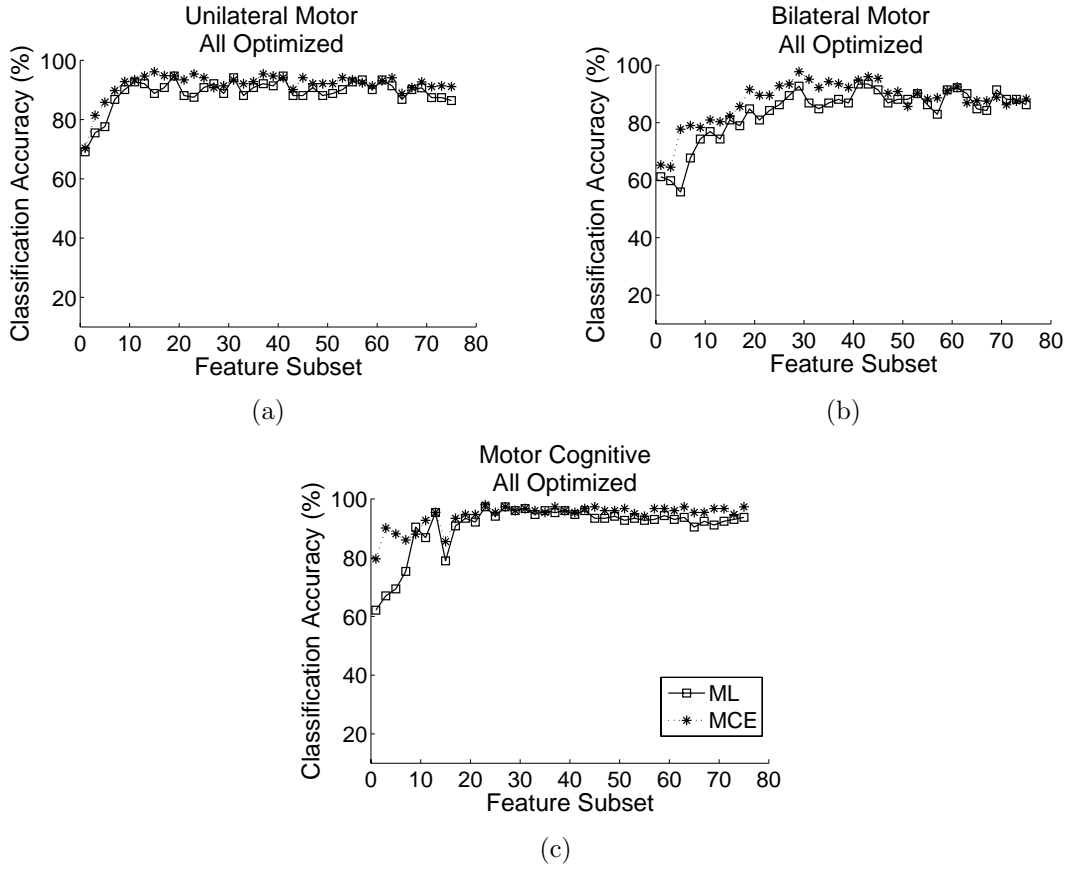 Unilateral Motor
All Optimized
Classification Accuracy (%)
100
80
60
40
20
0 10 20 30 40 50 60 70 80
Feature Subset
(a)
Bilateral Motor
All Optimized
Classification Accuracy (%)
100
80
60
40
20
0 10 20 30 40 50 60 70 80
Feature Subset
(b)
Motor Cognitive
All Optimized
Classification Accuracy (%)
100
80
60
40
20
0 10 20 30 40 50 60 70 80
Feature Subset
ML
MCE
(c)